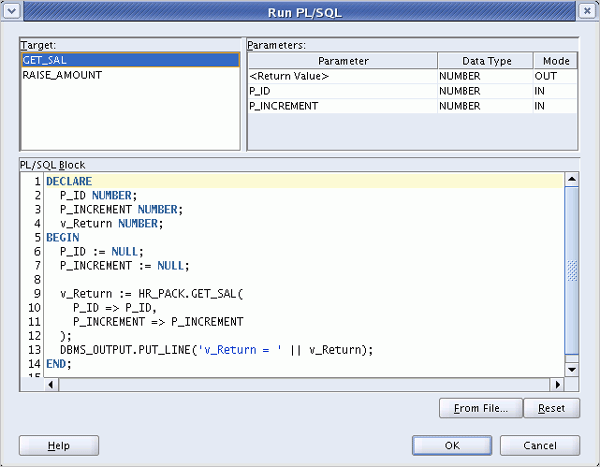 Run PL/SQL
Target:
GET_SAL
RAISE_AMOUNT
Parameters:
Parameter Data Type Mode
<Return Value> NUMBER OUT
P_ID NUMBER IN
P_INCREMENT NUMBER IN
PL/SQL Block
1 DECLARE
2 P_ID NUMBER;
3 P_INCREMENT NUMBER;
4 v_Return NUMBER;
5 BEGIN
6 P_ID := NULL;
7 P_INCREMENT := NULL;
8
9 v_Return := HR_PACK.GET_SAL(
10 P_ID => P_ID,
11 P_INCREMENT => P_INCREMENT
12 );
13 DBMS_OUTPUT.PUT_LINE('v_Return = ' || v_Return);
14 END;
15
From File... Reset
Help OK Cancel